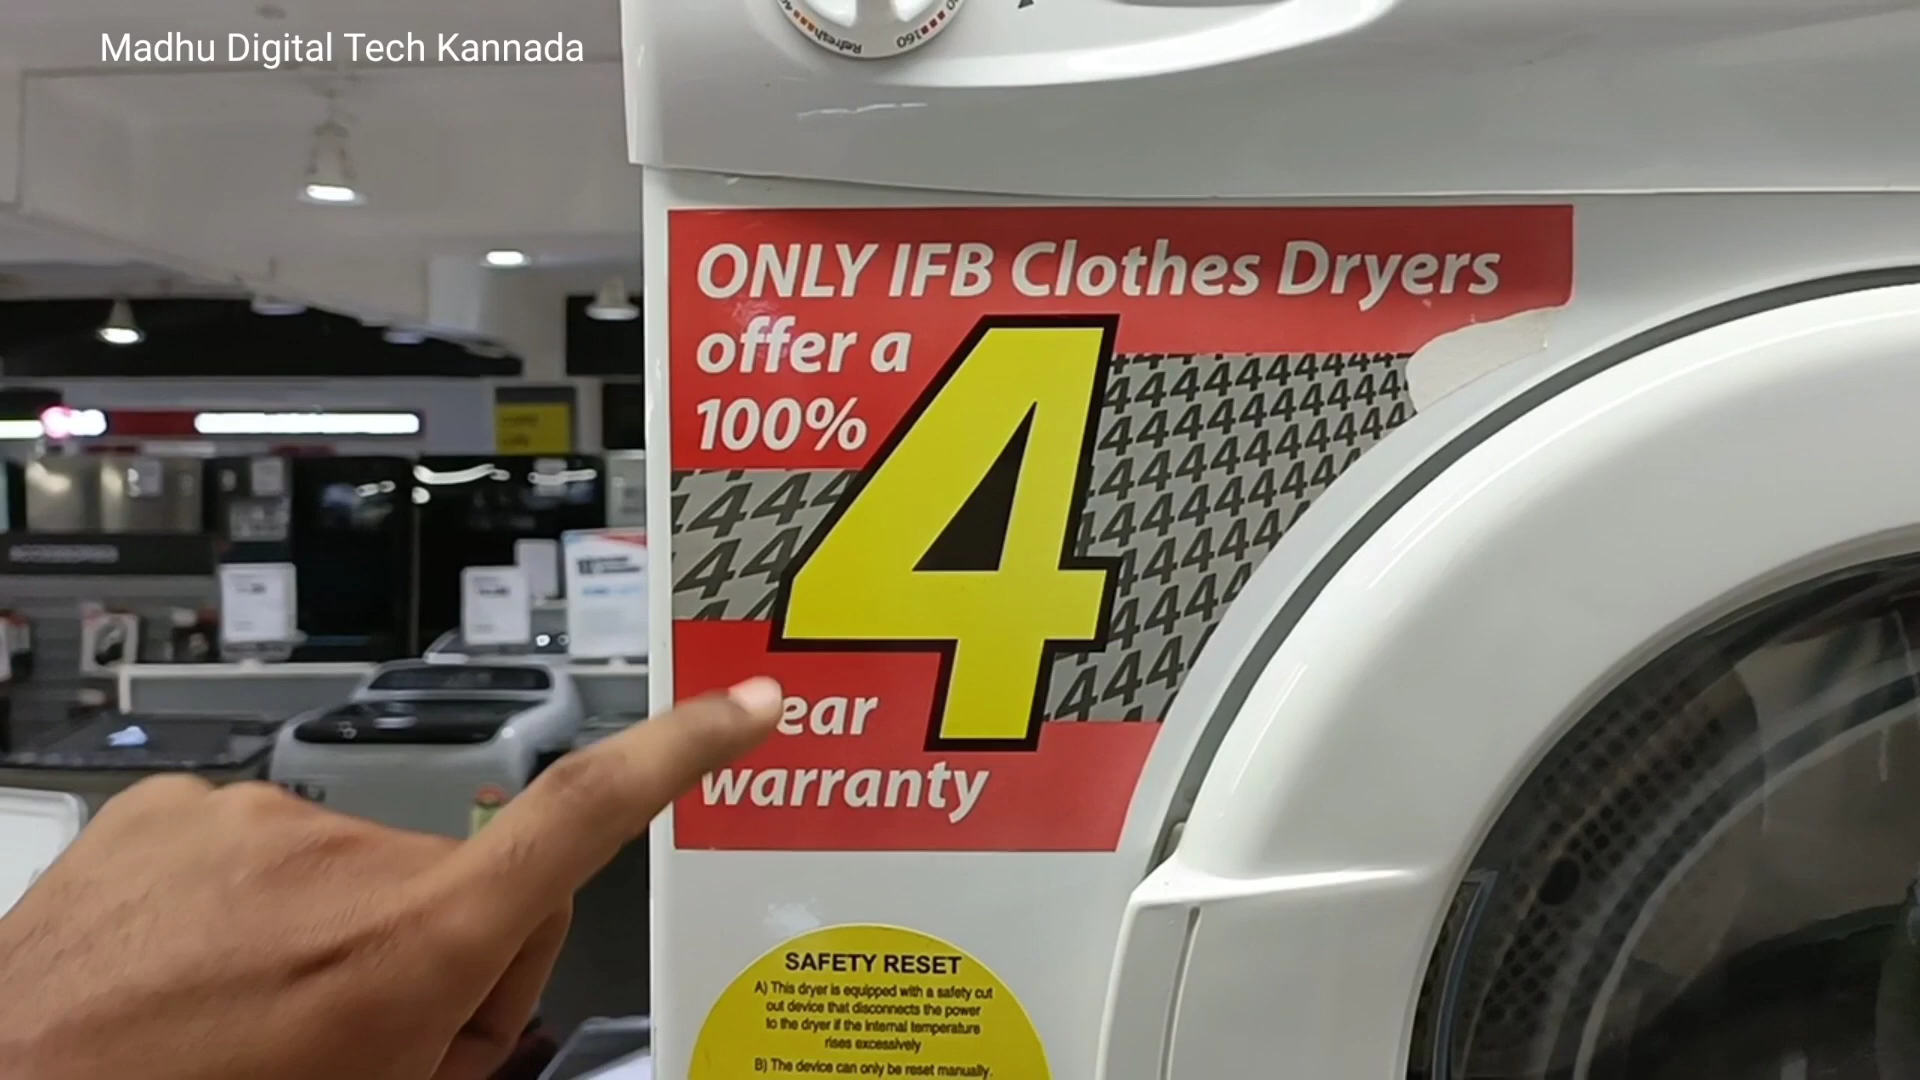 Madhu Digital Tech Kannada
Refresh 160
ONLY IFB Clothes Dryers
offer a
100%
4
ear
warranty
SAFETY RESET
A) This dryer is equipped with a safety cut
out device that disconnects the power
to the dryer if the internal temperature
rises excessively
B) The device can only be reset manually.